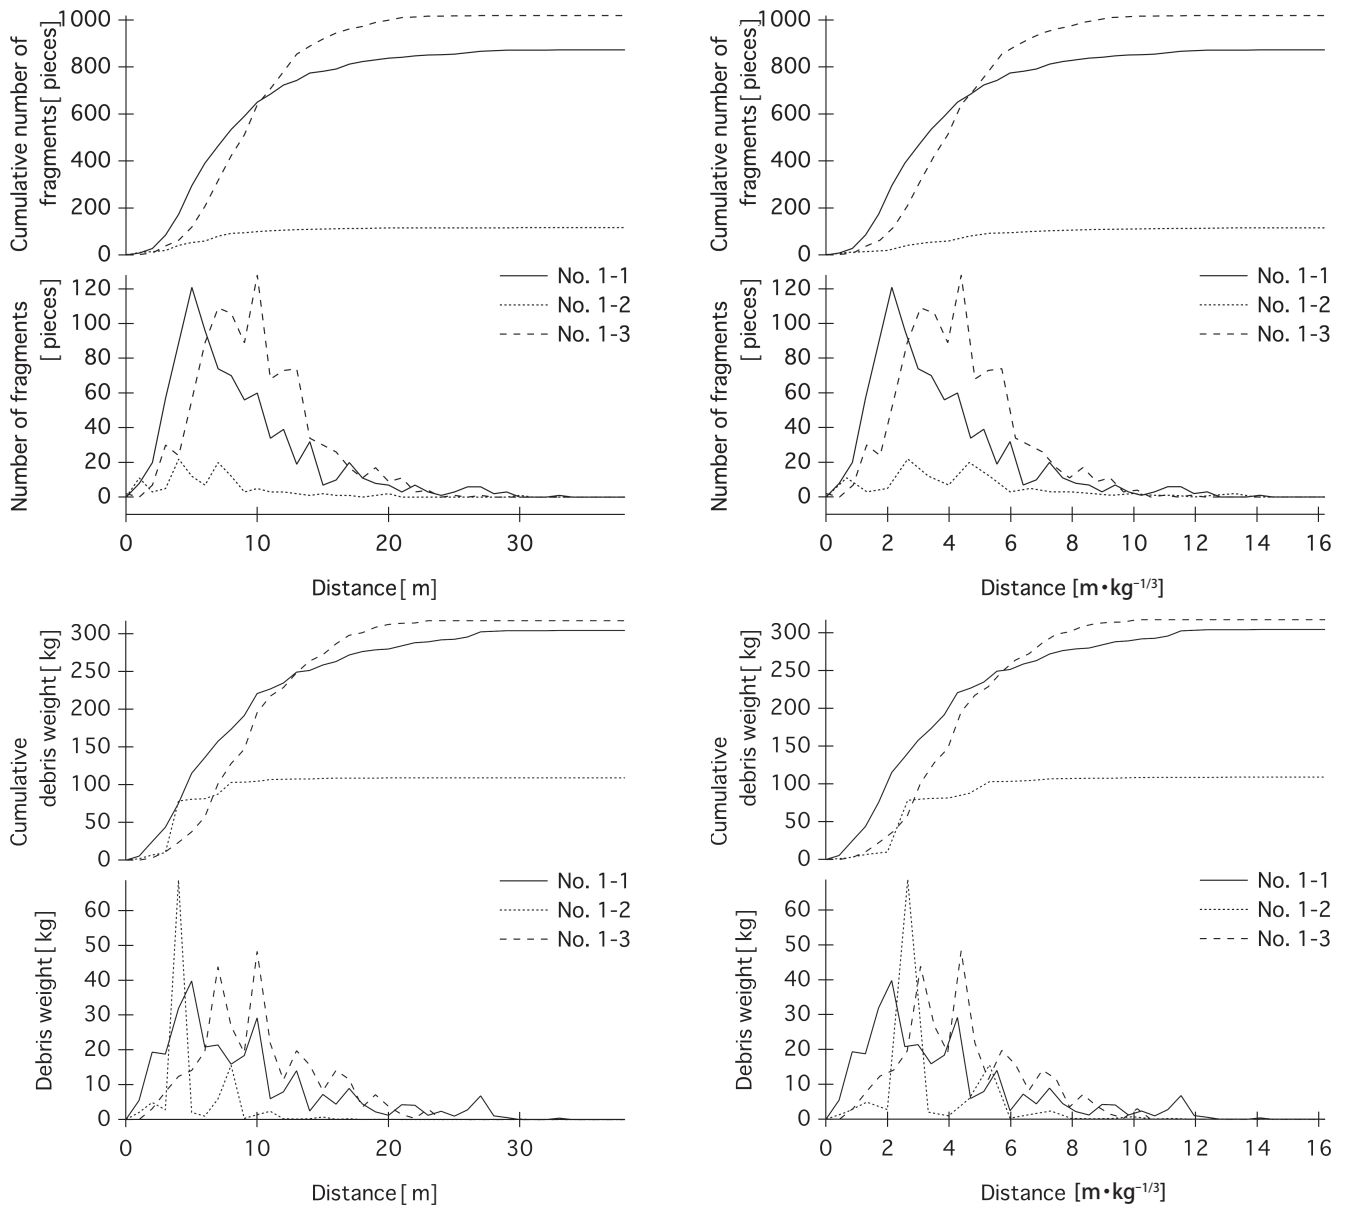 Cumulative number of
fragments[ pieces]
1000
800
600
400
200
0
Number of fragments
[ pieces]
120
100
80
60
40
20
0
No. 1-1
No. 1-2
No. 1-3
0 10 20 30
Distance[ m]
Cumulative number of
fragments[ pieces]
1000
800
600
400
200
0
Number of fragments
[ pieces]
120
100
80
60
40
20
0
No. 1-1
No. 1-2
No. 1-3
0 2 4 6 8 10 12 14 16
Distance [m•kg⁻¹/³]
Cumulative
debris weight[ kg]
300
250
200
150
100
50
0
Debris weight[ kg]
60
50
40
30
20
10
0
No. 1-1
No. 1-2
No. 1-3
0 10 20 30
Distance[ m]
Cumulative
debris weight[ kg]
300
250
200
150
100
50
0
Debris weight[ kg]
60
50
40
30
20
10
0
No. 1-1
No. 1-2
No. 1-3
0 2 4 6 8 10 12 14 16
Distance [m•kg⁻¹/³]